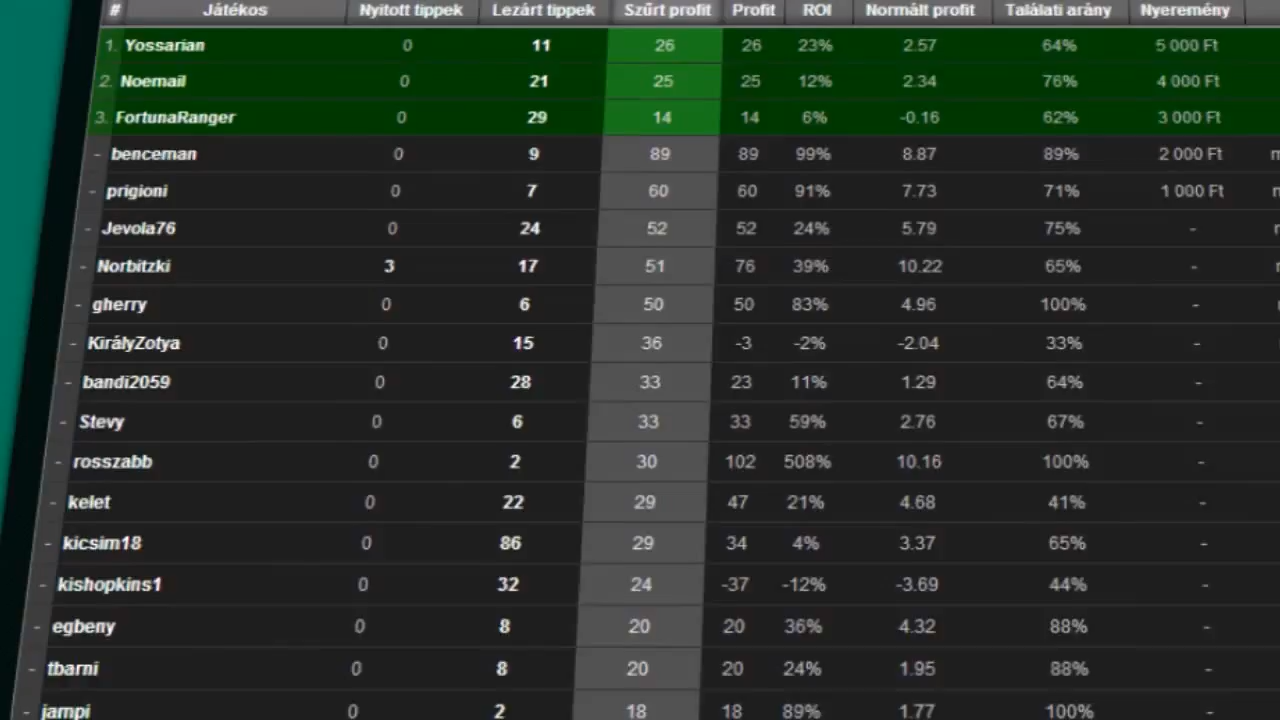 # Játékos Nyitott tippek Lezárt tippek Szűrt profit Profit ROI Normált profit Találati arány Nyeremény
1. Yossarian 0 11 26 26 23% 2.57 64% 5 000 Ft
2. Noemail 0 21 25 25 12% 2.34 76% 4 000 Ft
3. FortunaRanger 0 29 14 14 6% -0.16 62% 3 000 Ft
- benceman 0 9 89 89 99% 8.87 89% 2 000 Ft
- prigioni 0 7 60 60 91% 7.73 71% 1 000 Ft
- Jevola76 0 24 52 52 24% 5.79 75% -
- Norbitzki 3 17 51 76 39% 10.22 65% -
- gherry 0 6 50 50 83% 4.96 100% -
- KirályZotya 0 15 36 -3 -2% -2.04 33% -
- bandi2059 0 28 33 23 11% 1.29 64% -
- Stevy 0 6 33 33 59% 2.76 67% -
- rosszabb 0 2 30 102 508% 10.16 100% -
- kelet 0 22 29 47 21% 4.68 41% -
- kicsim18 0 86 29 34 4% 3.37 65% -
- kishopkins1 0 32 24 -37 -12% -3.69 44% -
- egbeny 0 8 20 20 36% 4.32 88% -
- tbarni 0 8 20 20 24% 1.95 88% -
- jampi 0 2 18 18 89% 1.77 100% -